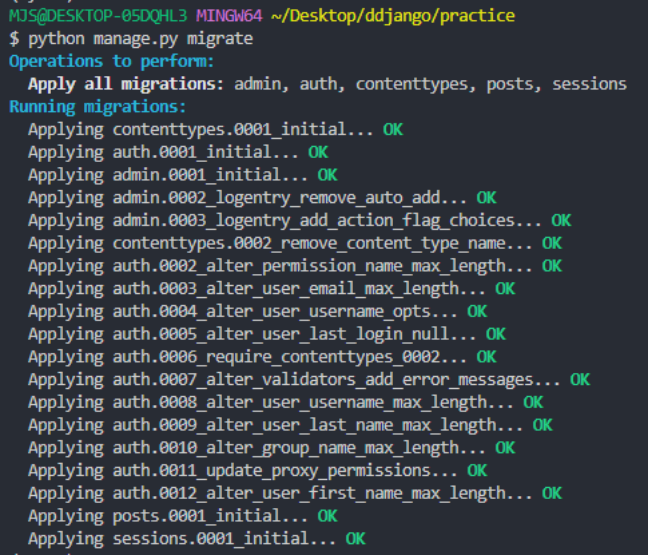 MJS@DESKTOP-05DQHL3 MINGW64 ~/Desktop/ddjango/practice
$ python manage.py migrate
Operations to perform:
  Apply all migrations: admin, auth, contenttypes, posts, sessions
Running migrations:
  Applying contenttypes.0001_initial... OK
  Applying auth.0001_initial... OK
  Applying admin.0001_initial... OK
  Applying admin.0002_logentry_remove_auto_add... OK
  Applying admin.0003_logentry_add_action_flag_choices... OK
  Applying contenttypes.0002_remove_content_type_name... OK
  Applying auth.0002_alter_permission_name_max_length... OK
  Applying auth.0003_alter_user_email_max_length... OK
  Applying auth.0004_alter_user_username_opts... OK
  Applying auth.0005_alter_user_last_login_null... OK
  Applying auth.0006_require_contenttypes_0002... OK
  Applying auth.0007_alter_validators_add_error_messages... OK
  Applying auth.0008_alter_user_username_max_length... OK
  Applying auth.0009_alter_user_last_name_max_length... OK
  Applying auth.0010_alter_group_name_max_length... OK
  Applying auth.0011_update_proxy_permissions... OK
  Applying auth.0012_alter_user_first_name_max_length... OK
  Applying posts.0001_initial... OK
  Applying sessions.0001_initial... OK